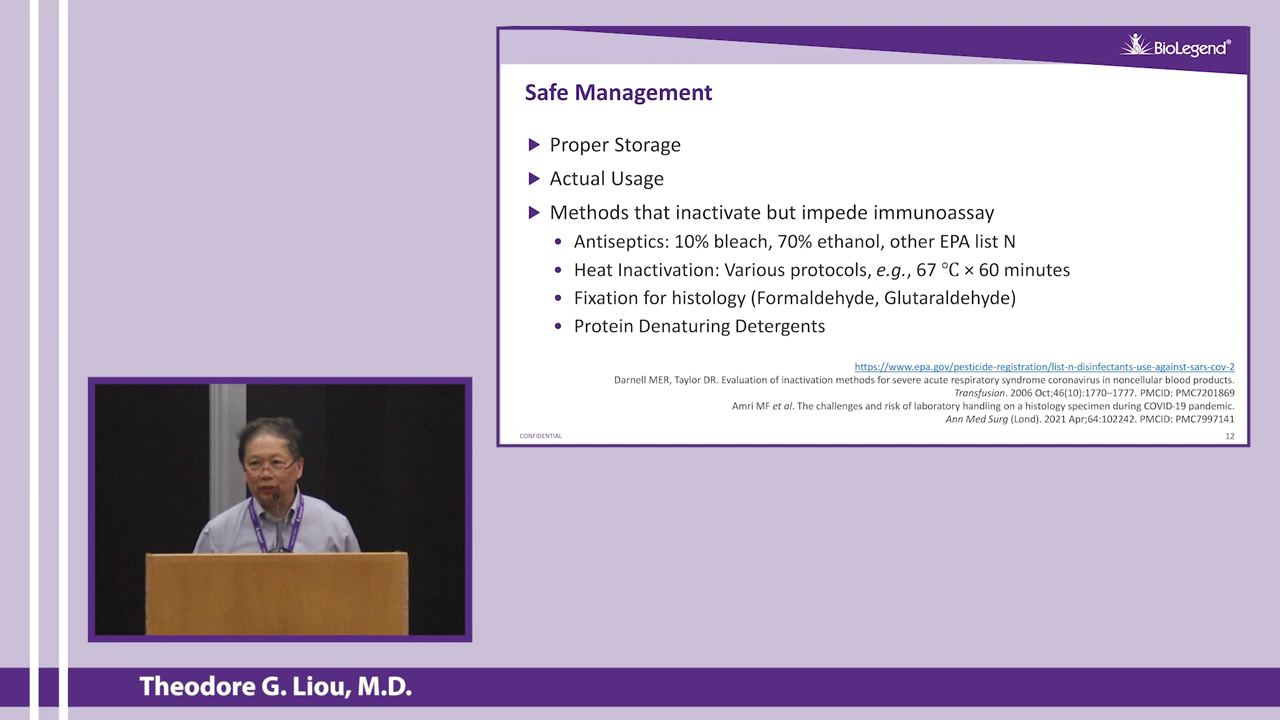 BioLegend®
Safe Management
Proper Storage
Actual Usage
Methods that inactivate but impede immunoassay
Antiseptics: 10% bleach, 70% ethanol, other EPA list N
Heat Inactivation: Various protocols, e.g., 67 °C × 60 minutes
Fixation for histology (Formaldehyde, Glutaraldehyde)
Protein Denaturing Detergents
https://www.epa.gov/pesticide-registration/list-n-disinfectants-use-against-sars-cov-2
Darnell MER, Taylor DR. Evaluation of inactivation methods for severe acute respiratory syndrome coronavirus in noncellular blood products.
Transfusion. 2006 Oct;46(10):1770–1777. PMCID: PMC7201869
Amri MF et al. The challenges and risk of laboratory handling on a histology specimen during COVID-19 pandemic.
Ann Med Surg (Lond). 2021 Apr;64:102242. PMCID: PMC7997141
CONFIDENTIAL
12
Theodore G. Liou, M.D.